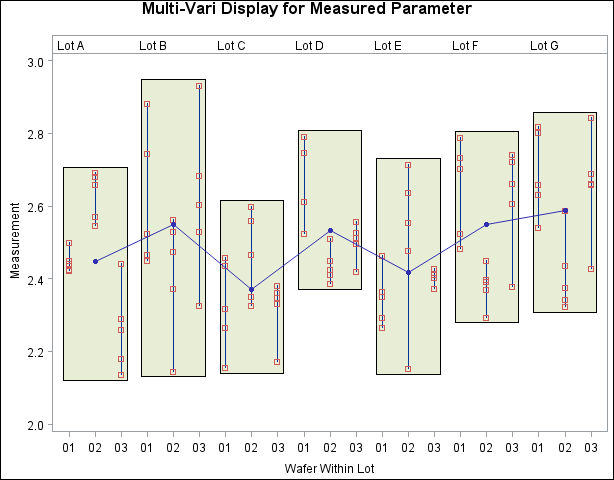 Multi-Vari Display for Measured Parameter
Lot A Lot B Lot C Lot D Lot E Lot F Lot G
3.0
2.8
2.6
2.4
2.2
2.0
Measurement
01 02 03 01 02 03 01 02 03 01 02 03 01 02 03 01 02 03 01 02 03
Wafer Within Lot